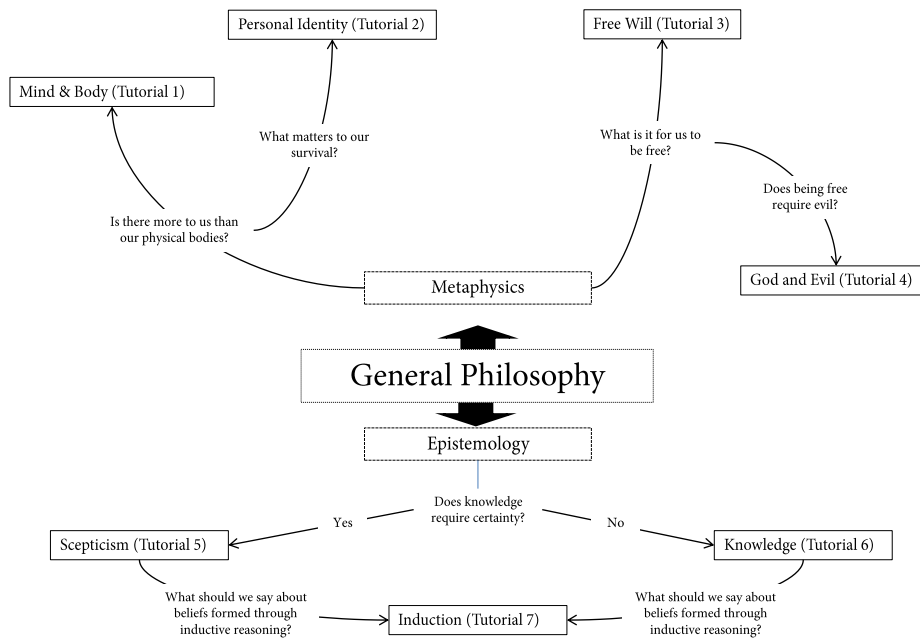 Personal Identity (Tutorial 2)
Free Will (Tutorial 3)
Mind & Body (Tutorial 1)
What matters to our
survival?
What is it for us to
be free?
Does being free
require evil?
Is there more to us than
our physical bodies?
God and Evil (Tutorial 4)
Metaphysics
General Philosophy
Epistemology
Does knowledge
require certainty?
Yes
No
Scepticism (Tutorial 5)
Knowledge (Tutorial 6)
What should we say about
beliefs formed through
inductive reasoning?
What should we say about
beliefs formed through
inductive reasoning?
Induction (Tutorial 7)